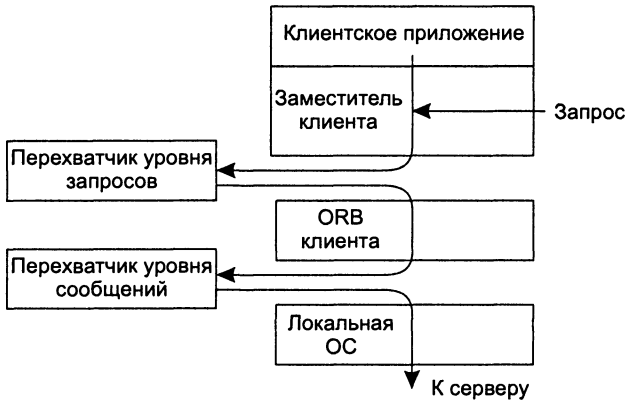 Клиентское приложение
Заместитель
клиента
Запрос
Перехватчик уровня
запросов
ORB
клиента
Перехватчик уровня
сообщений
Локальная
ОС
К серверу